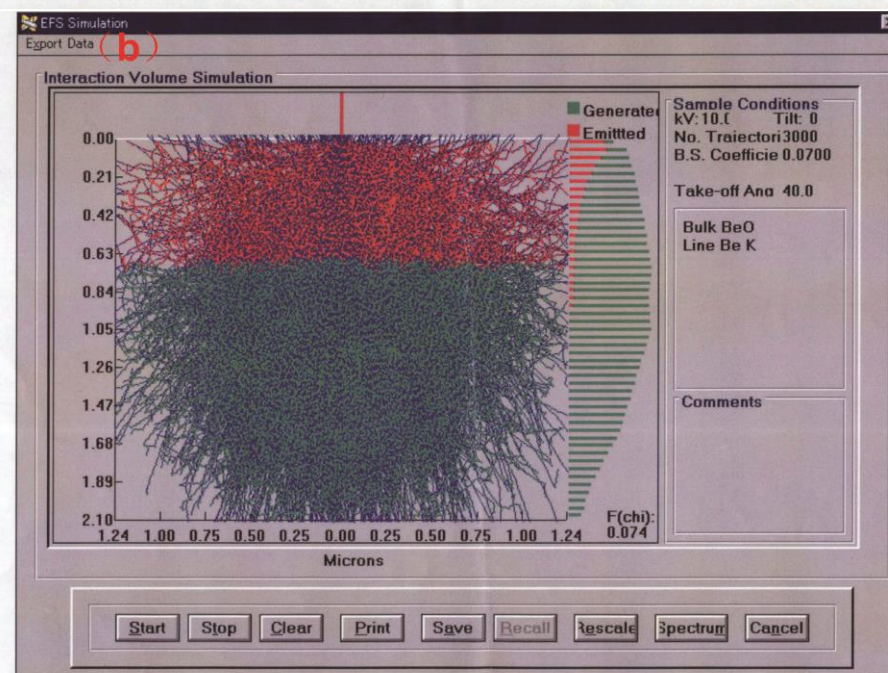 EFS Simulation
Export Data (b)
Interaction Volume Simulation
Generated
Emittted
0.00
0.21
0.42
0.63
0.84
1.05
1.26
1.47
1.68
1.89
2.10
1.24 1.00 0.75 0.50 0.25 0.00 0.25 0.50 0.75 1.00 1.24
Microns
F(chi):
0.074
Sample Conditions
kV: 10.( Tilt: 0
No. Traiectori 3000
B.S. Coefficie 0.0700
Take-off Ang 40.0
Bulk BeO
Line Be K
Comments
Start Stop Clear Print Save Recall Rescale Spectrum Cancel